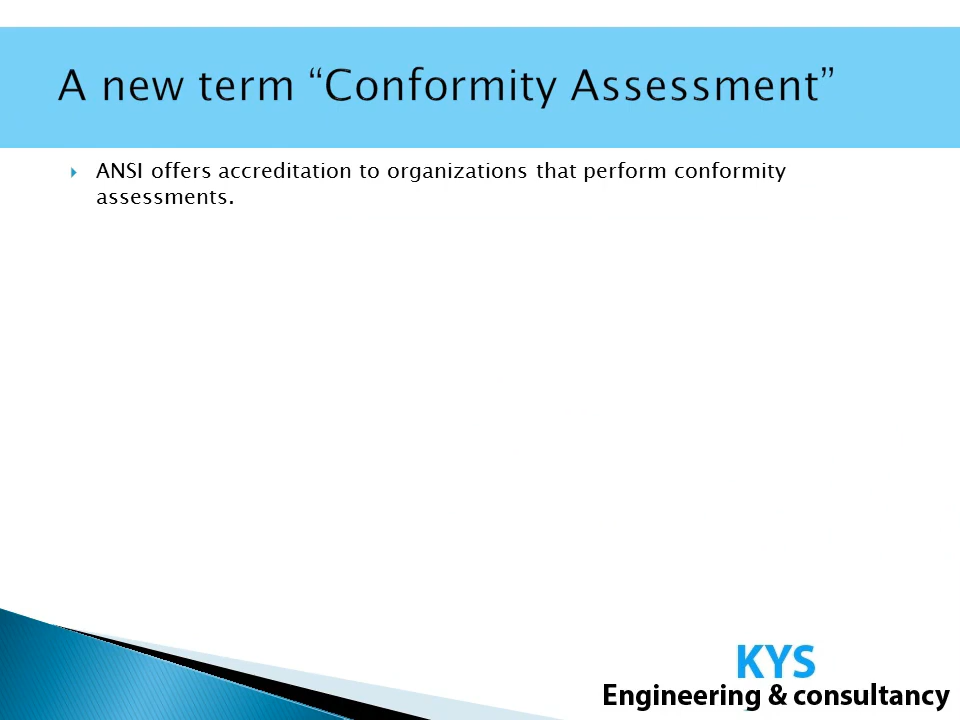 A new term “Conformity Assessment”
ANSI offers accreditation to organizations that perform conformity
assessments.
KYS
Engineering & consultancy